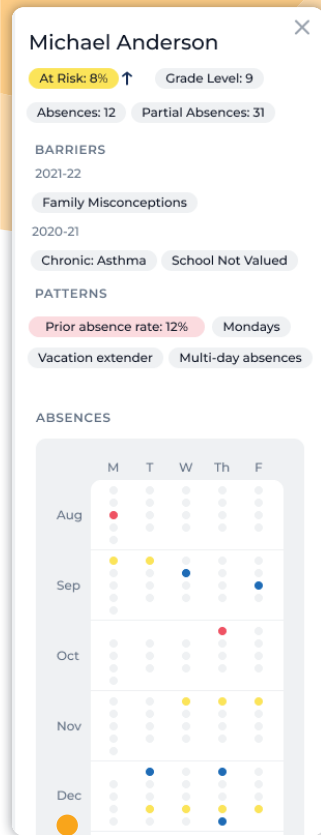 Michael Anderson
At Risk: 8% ↑ Grade Level: 9
Absences: 12 Partial Absences: 31
BARRIERS
2021-22
Family Misconceptions
2020-21
Chronic: Asthma School Not Valued
PATTERNS
Prior absence rate: 12% Mondays
Vacation extender Multi-day absences
ABSENCES
M T W Th F
Aug
Sep
Oct
Nov
Dec